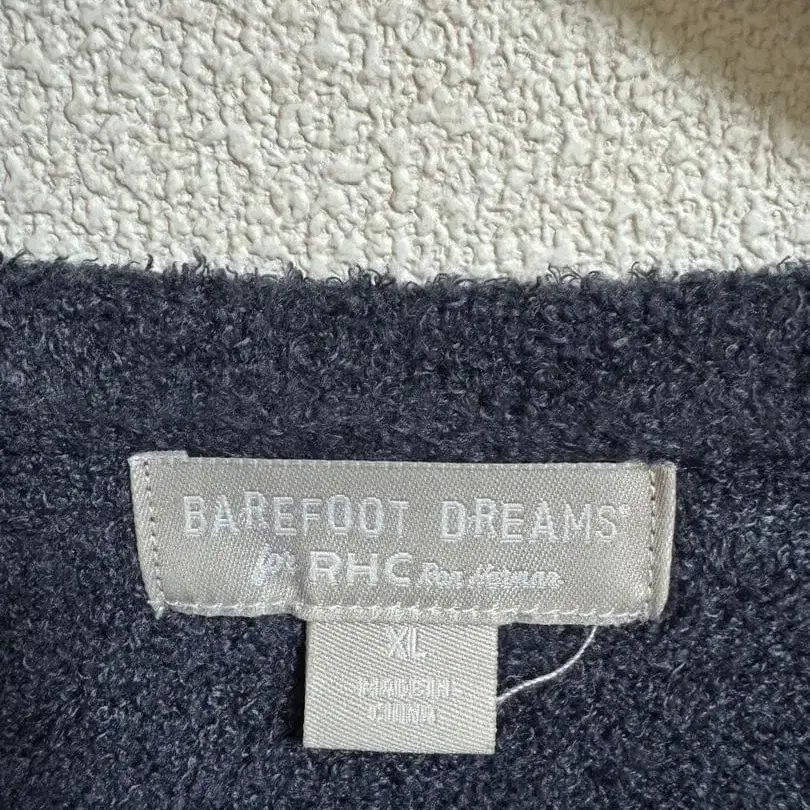 BAREFOOT DREAMS®
for RHC Ron Herman
XL
MADE IN
CHINA